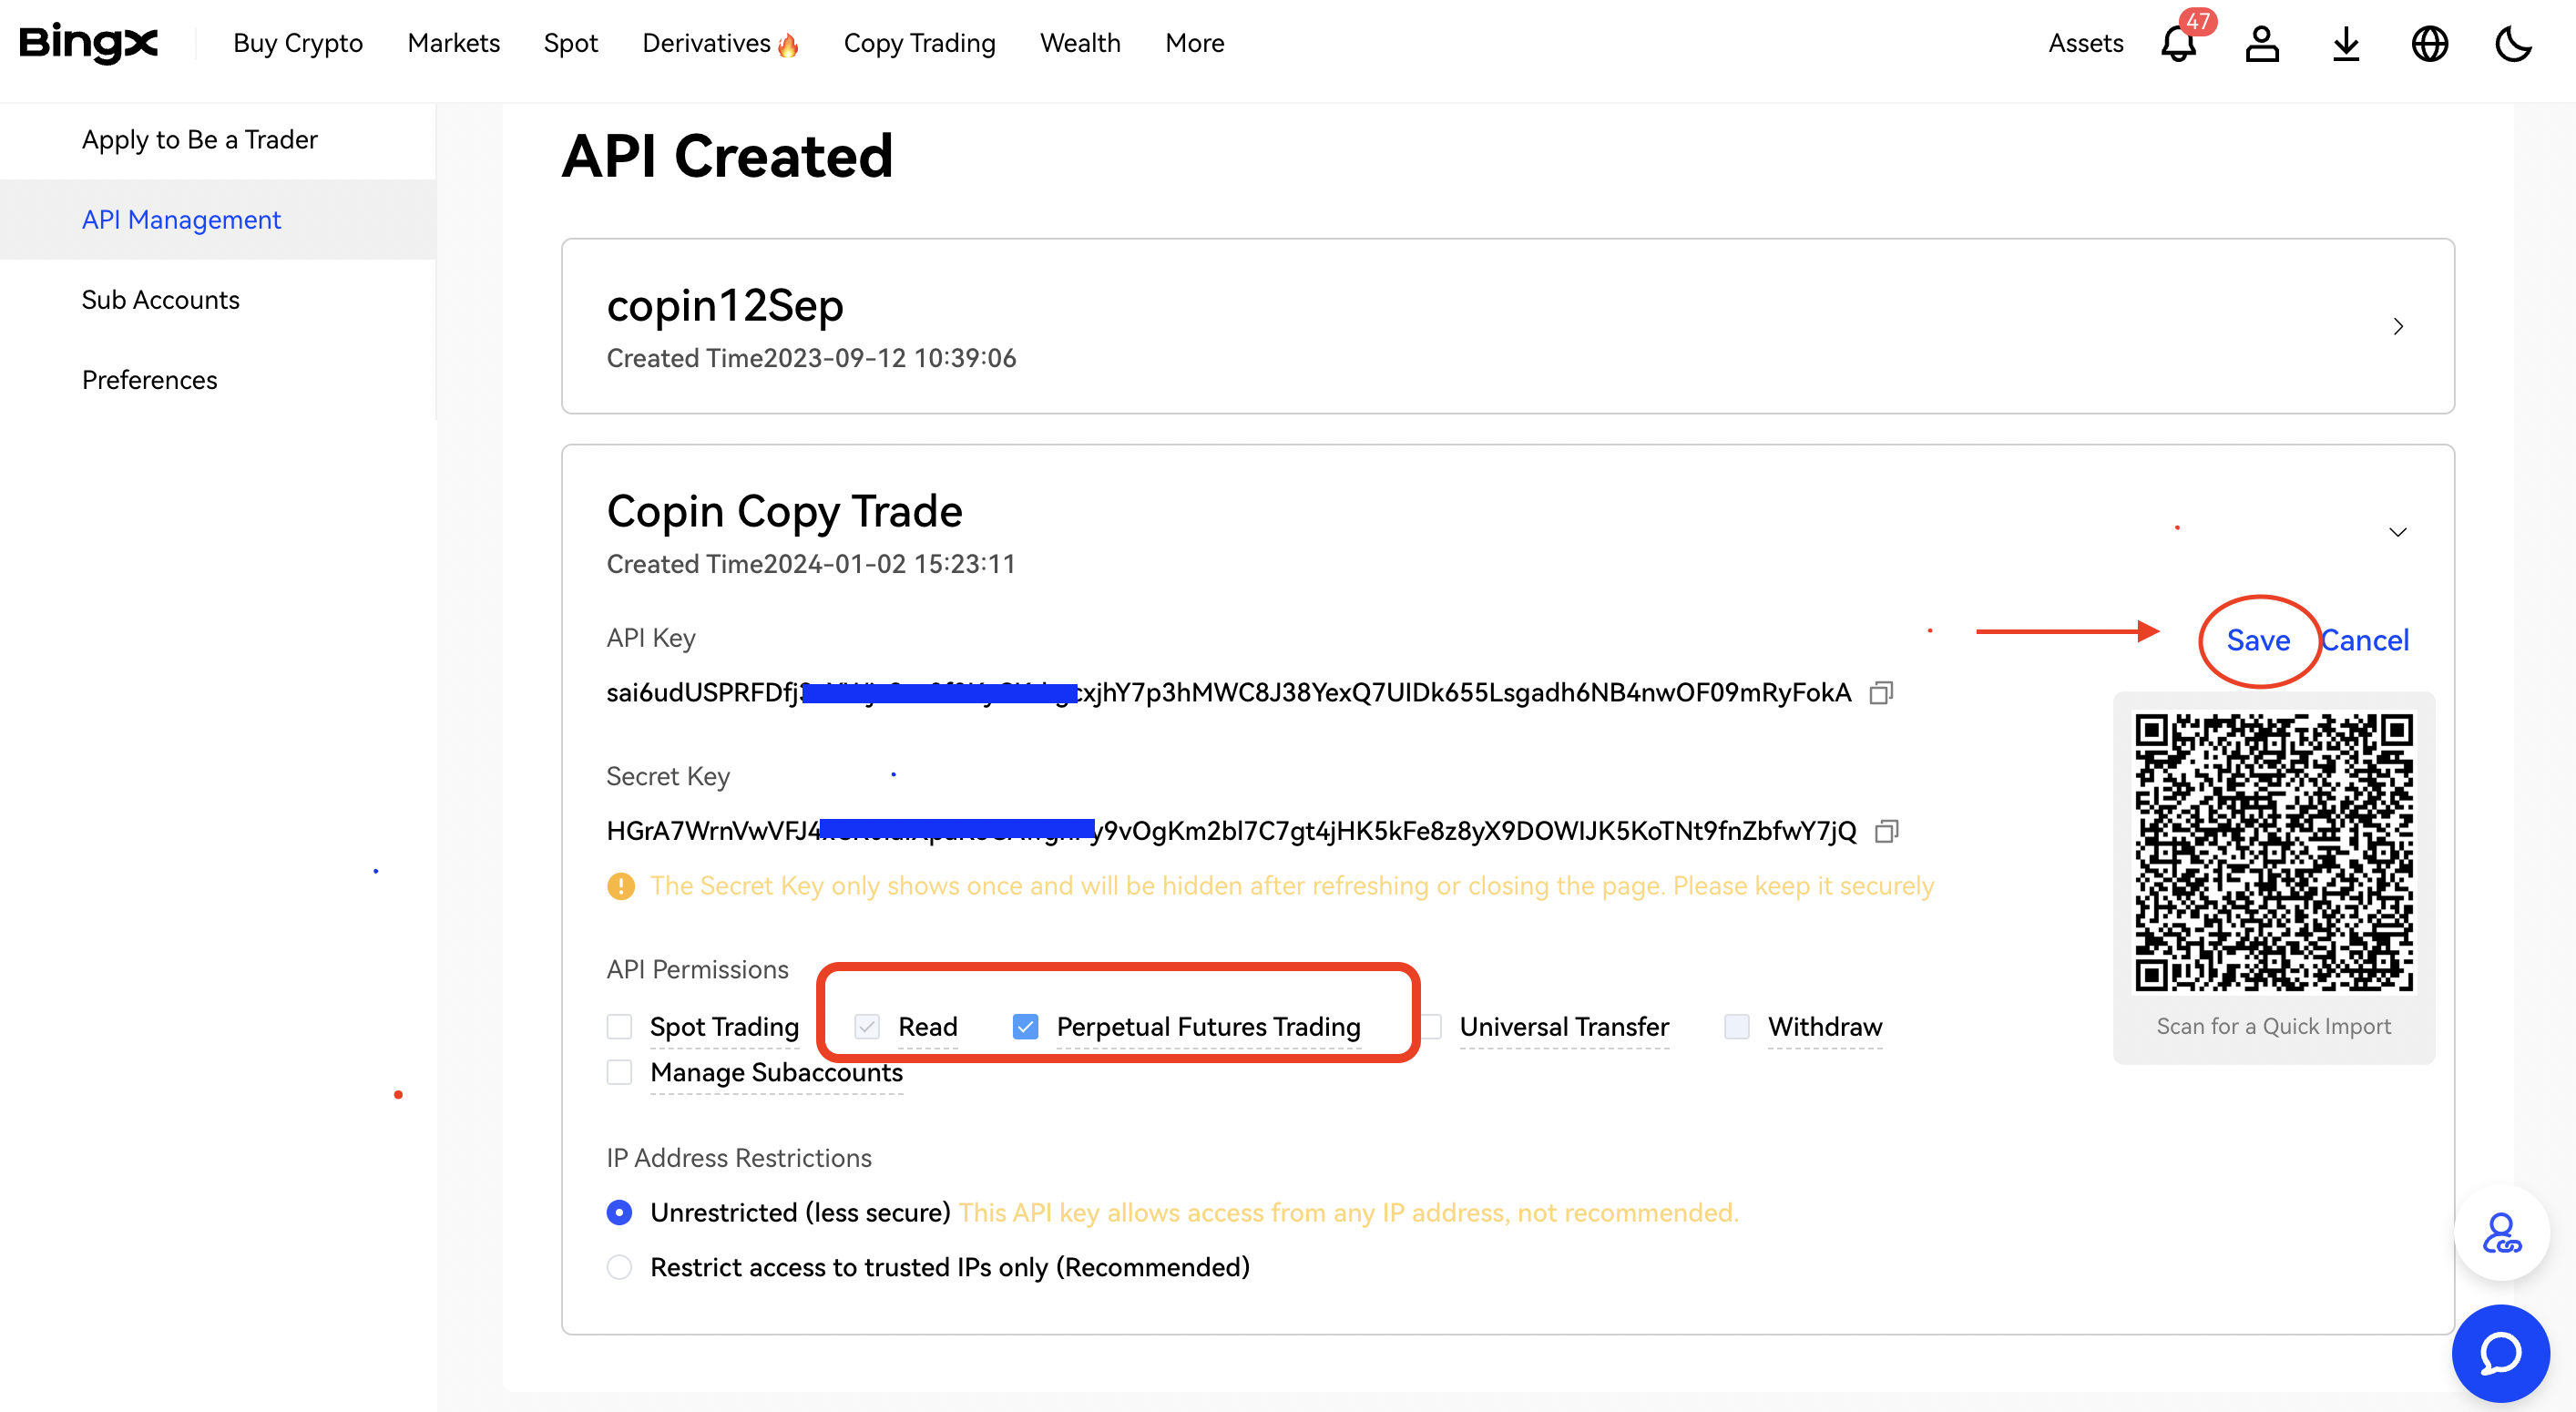 BingX Buy Crypto Markets Spot Derivatives Copy Trading Wealth More Assets 47
Apply to Be a Trader
API Management
Sub Accounts
Preferences
API Created
copin12Sep
Created Time2023-09-12 10:39:06
Copin Copy Trade
Created Time2024-01-02 15:23:11
API Key
Save Cancel
sai6udUSPRFDfj cxjhY7p3hMWC8J38YexQ7UIDk655Lsgadh6NB4nwOF09mRyFokA
Secret Key
HGrA7WrnVwVFJ4 y9vOgKm2bl7C7gt4jHK5kFe8z8yX9DOWIJK5KoTNt9fnZbfwY7jQ
The Secret Key only shows once and will be hidden after refreshing or closing the page. Please keep it securely
API Permissions
Spot Trading Read Perpetual Futures Trading Universal Transfer Withdraw
Scan for a Quick Import
Manage Subaccounts
IP Address Restrictions
Unrestricted (less secure) This API key allows access from any IP address, not recommended.
Restrict access to trusted IPs only (Recommended)